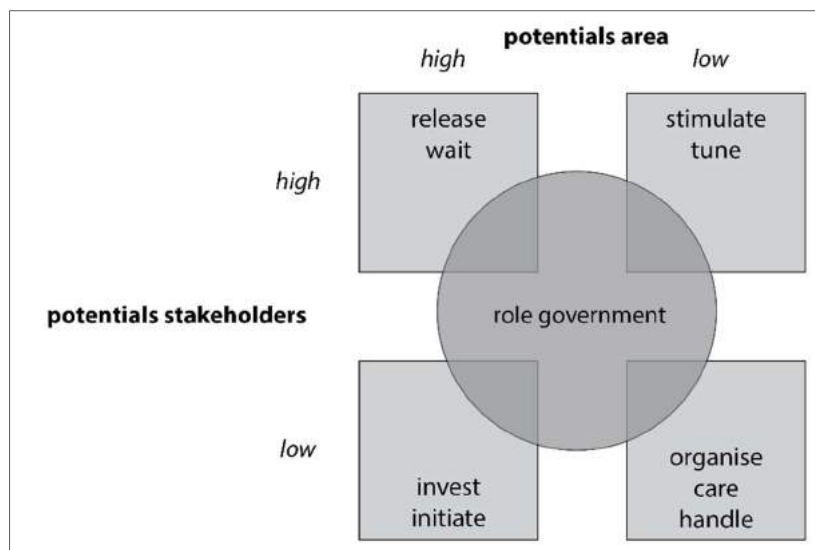 potentials area
high
low
release
wait
stimulate
tune
high
potentials stakeholders
role government
low
invest
initiate
organise
care
handle